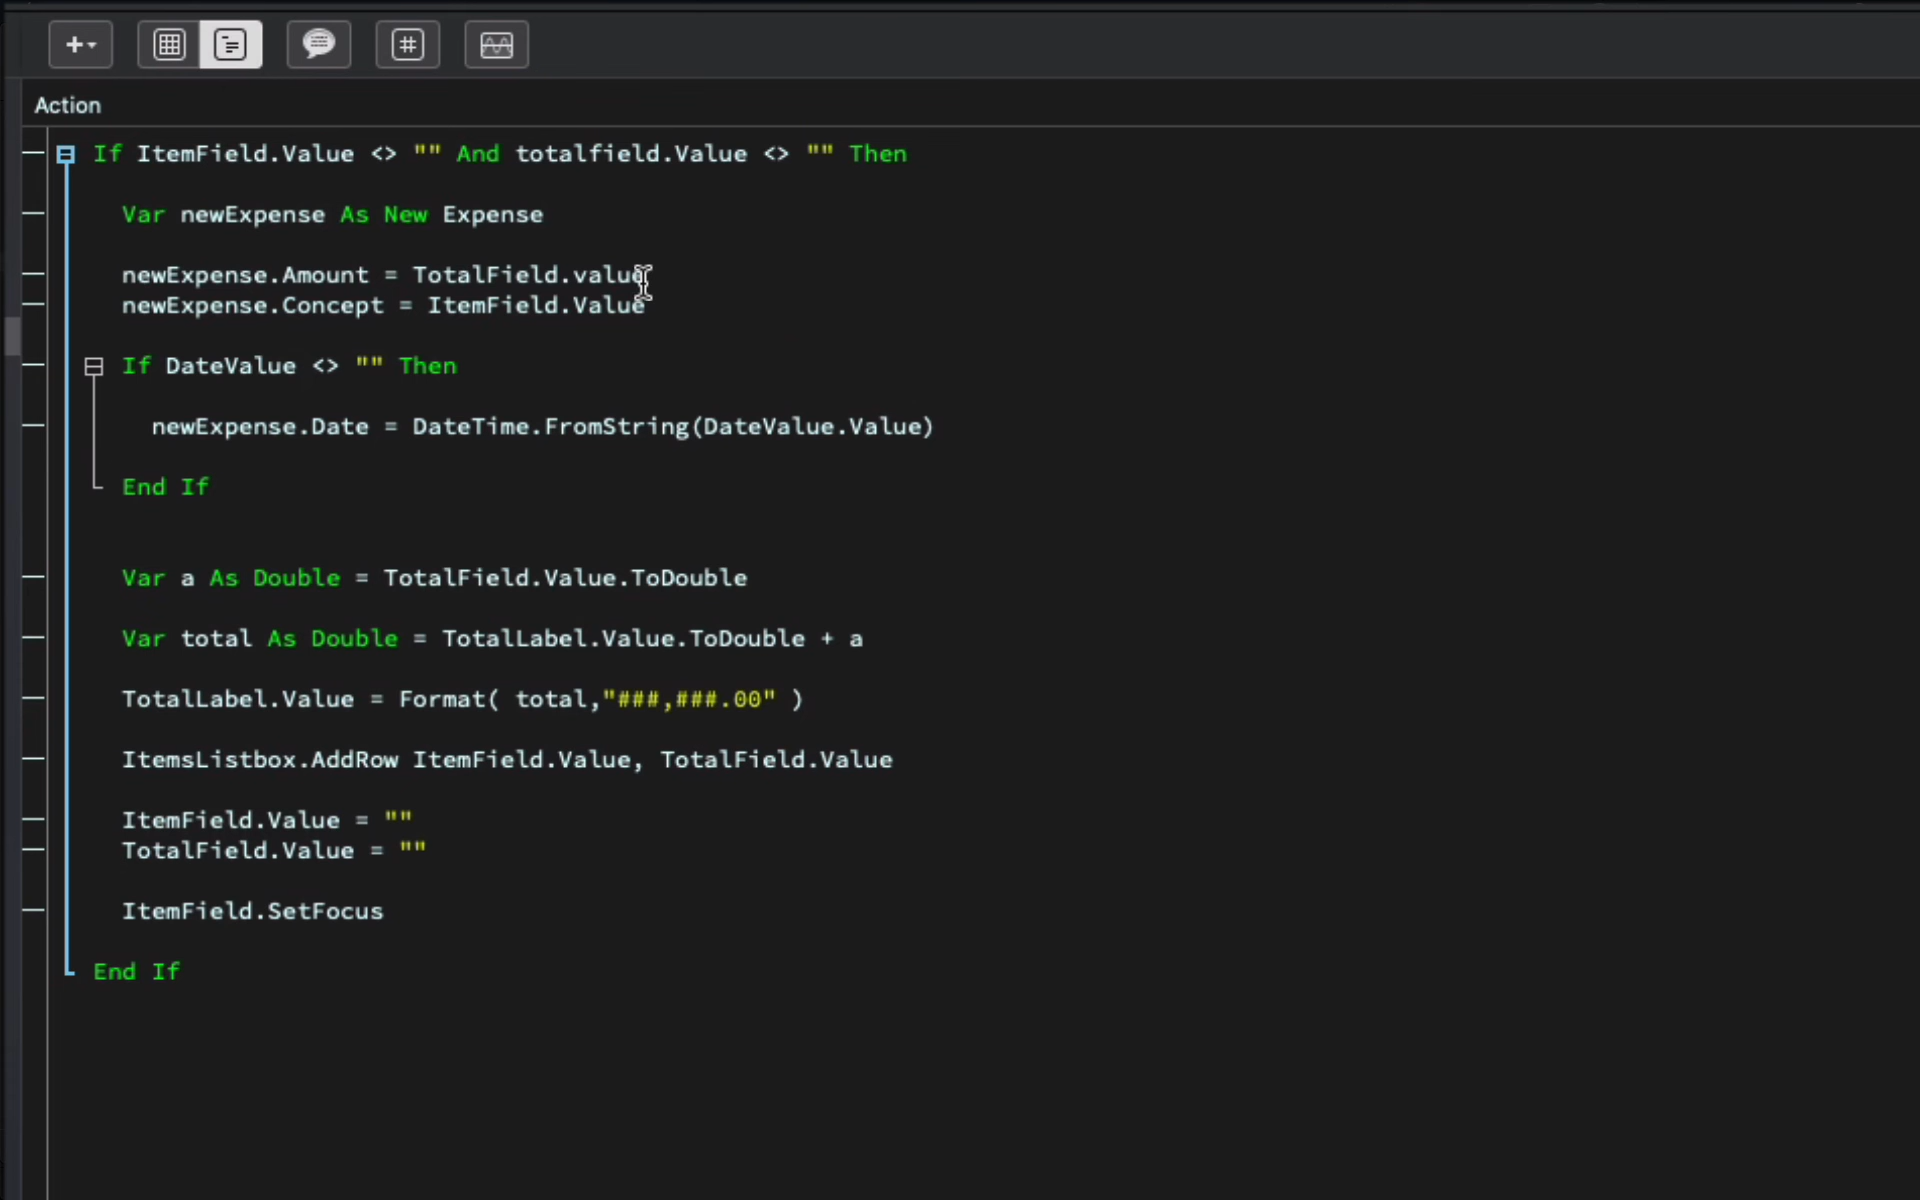 Action
If ItemField.Value <> "" And totalfield.Value <> "" Then
Var newExpense As New Expense
newExpense.Amount = TotalField.value
newExpense.Concept = ItemField.Value
If DateValue <> "" Then
newExpense.Date = DateTime.FromString(DateValue.Value)
End If
Var a As Double = TotalField.Value.ToDouble
Var total As Double = TotalLabel.Value.ToDouble + a
TotalLabel.Value = Format( total,"###,###.00" )
ItemsListbox.AddRow ItemField.Value, TotalField.Value
ItemField.Value = ""
TotalField.Value = ""
ItemField.SetFocus
End If